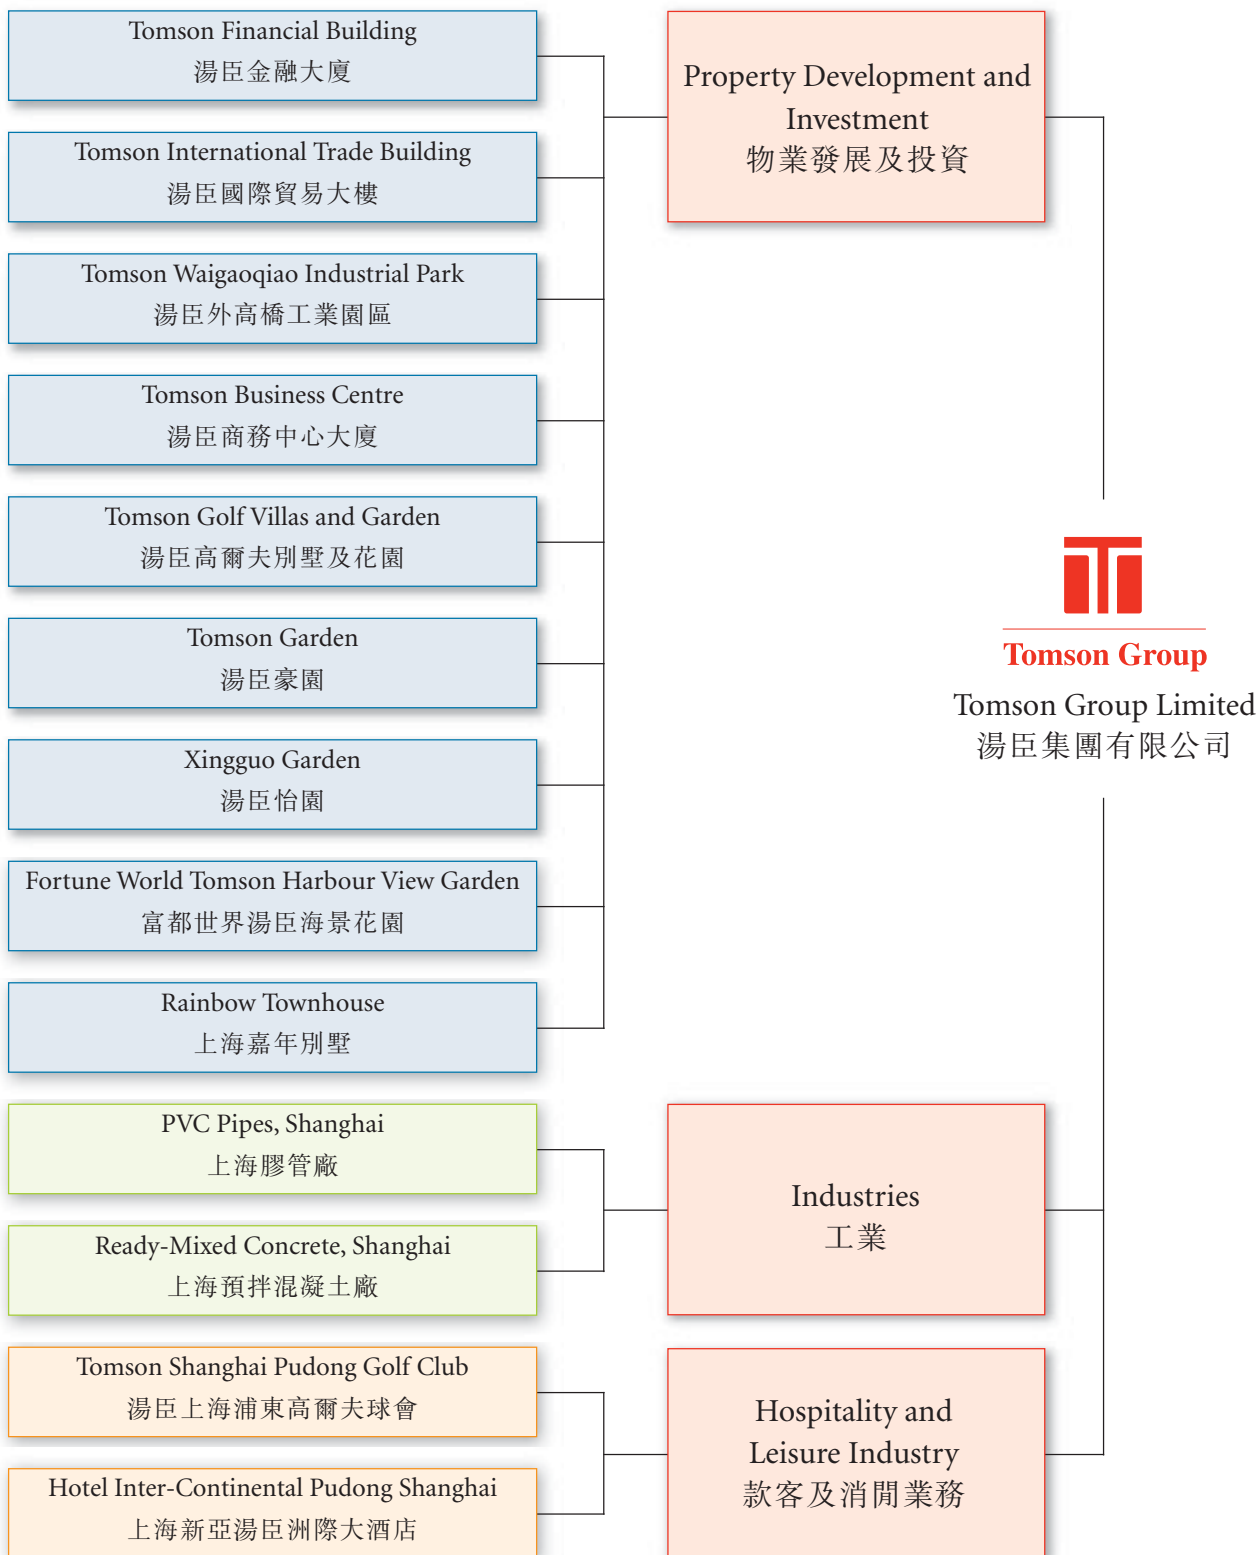 Tomson Financial Building
湯臣金融大廈
Tomson International Trade Building
湯臣國際貿易大樓
Tomson Waigaoqiao Industrial Park
湯臣外高橋工業園區
Tomson Business Centre
湯臣商務中心大廈
Tomson Golf Villas and Garden
湯臣高爾夫別墅及花園
Tomson Garden
湯臣豪園
Xingguo Garden
湯臣怡園
Fortune World Tomson Harbour View Garden
富都世界湯臣海景花園
Rainbow Townhouse
上海嘉年別墅
PVC Pipes, Shanghai
上海膠管廠
Ready-Mixed Concrete, Shanghai
上海預拌混凝土廠
Tomson Shanghai Pudong Golf Club
湯臣上海浦東高爾夫球會
Hotel Inter-Continental Pudong Shanghai
上海新亞湯臣洲際大酒店
Property Development and
Investment
物業發展及投資
Industries
工業
Hospitality and
Leisure Industry
款客及消閒業務
Tomson Group
Tomson Group Limited
湯臣集團有限公司